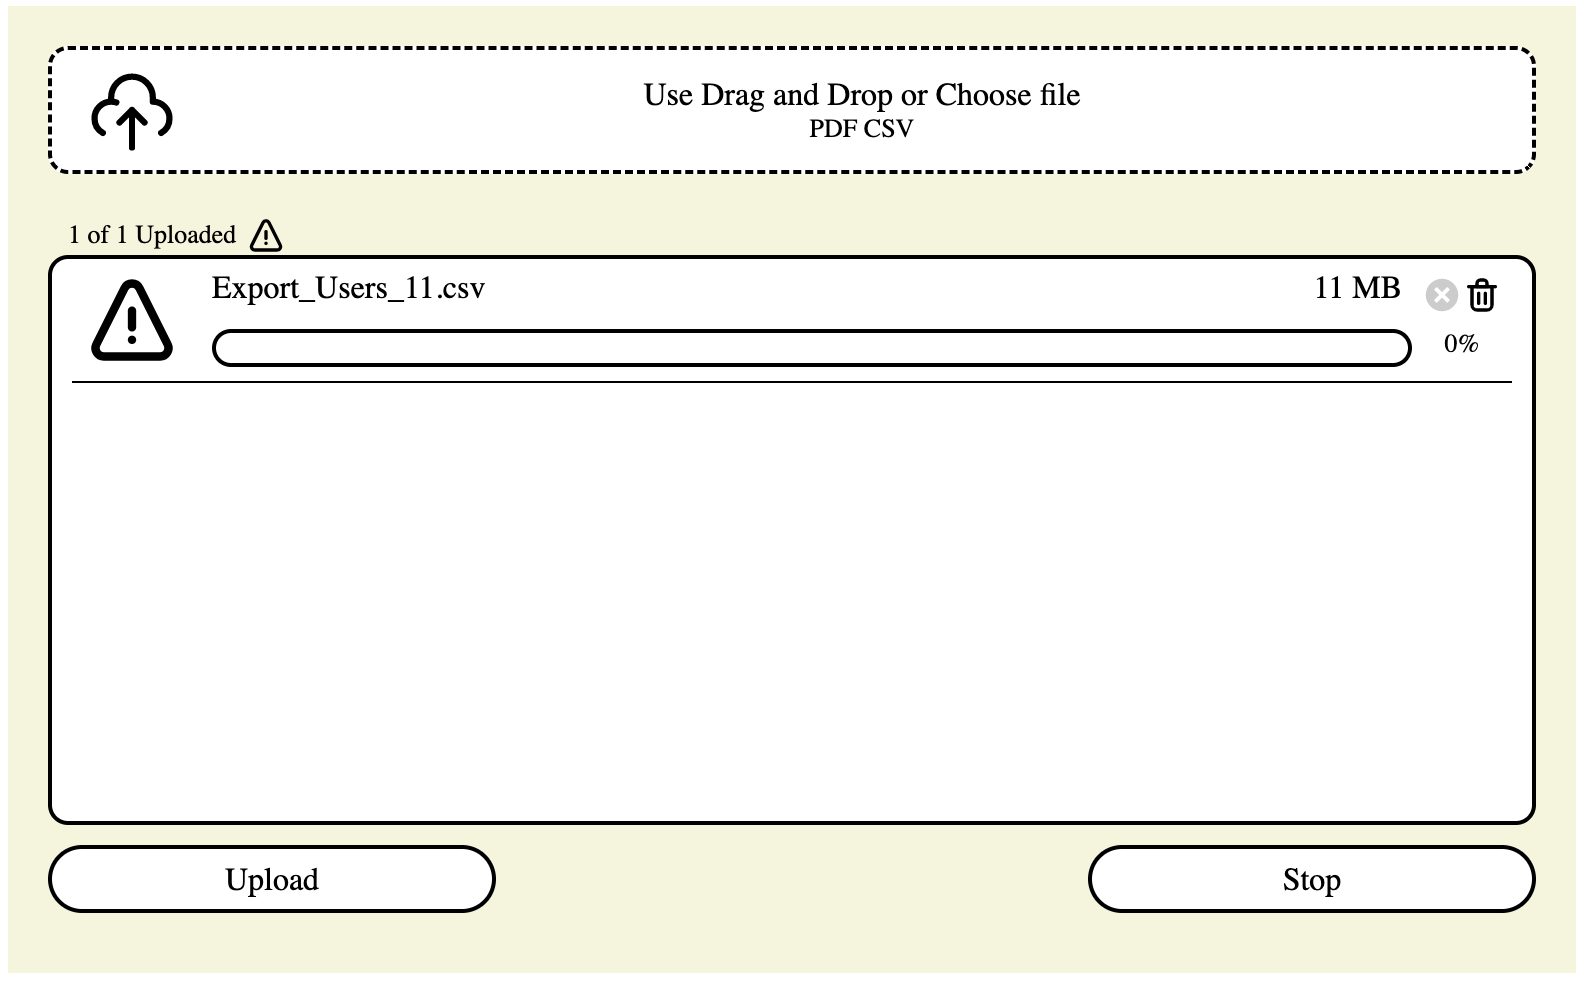 Use Drag and Drop or Choose file
PDF CSV
1 of 1 Uploaded
Export_Users_11.csv
11 MB
0%
Upload
Stop